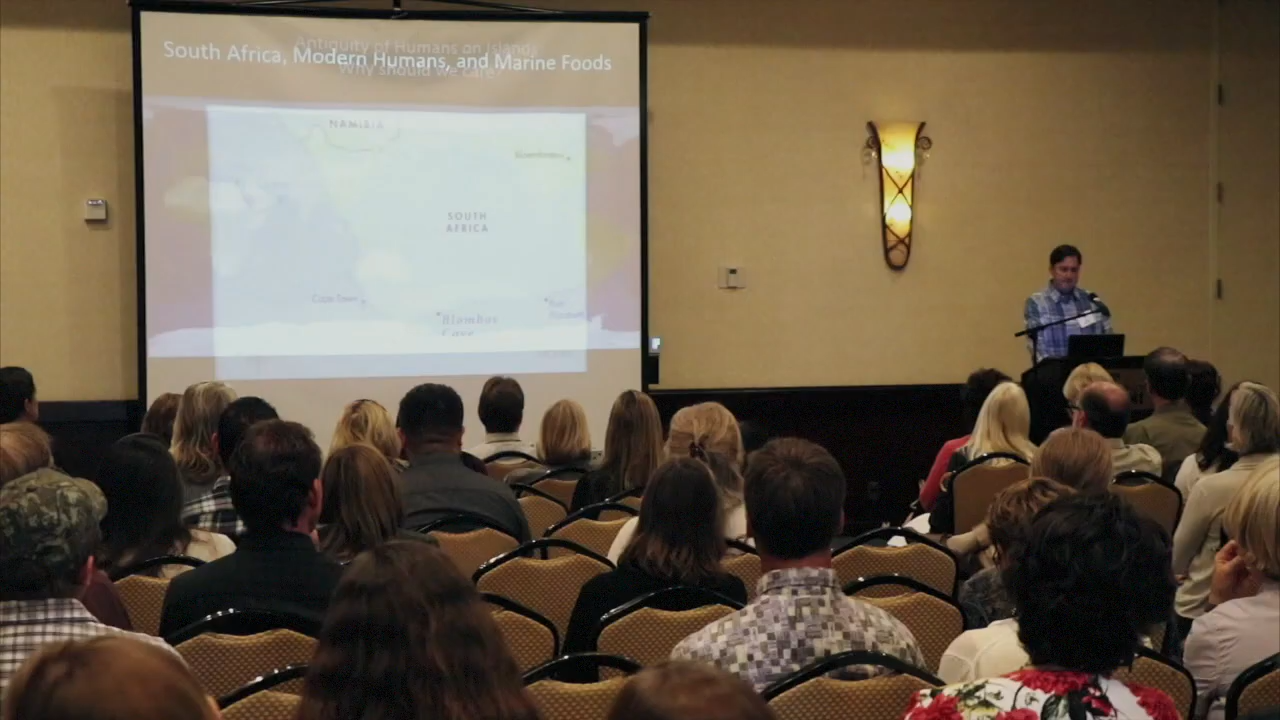 Antiquity of Humans on Islands
South Africa, Modern Humans, and Marine Foods
Why should we care?
NAMIBIA
SOUTH
AFRICA
Cape Town
Blombos
Cave